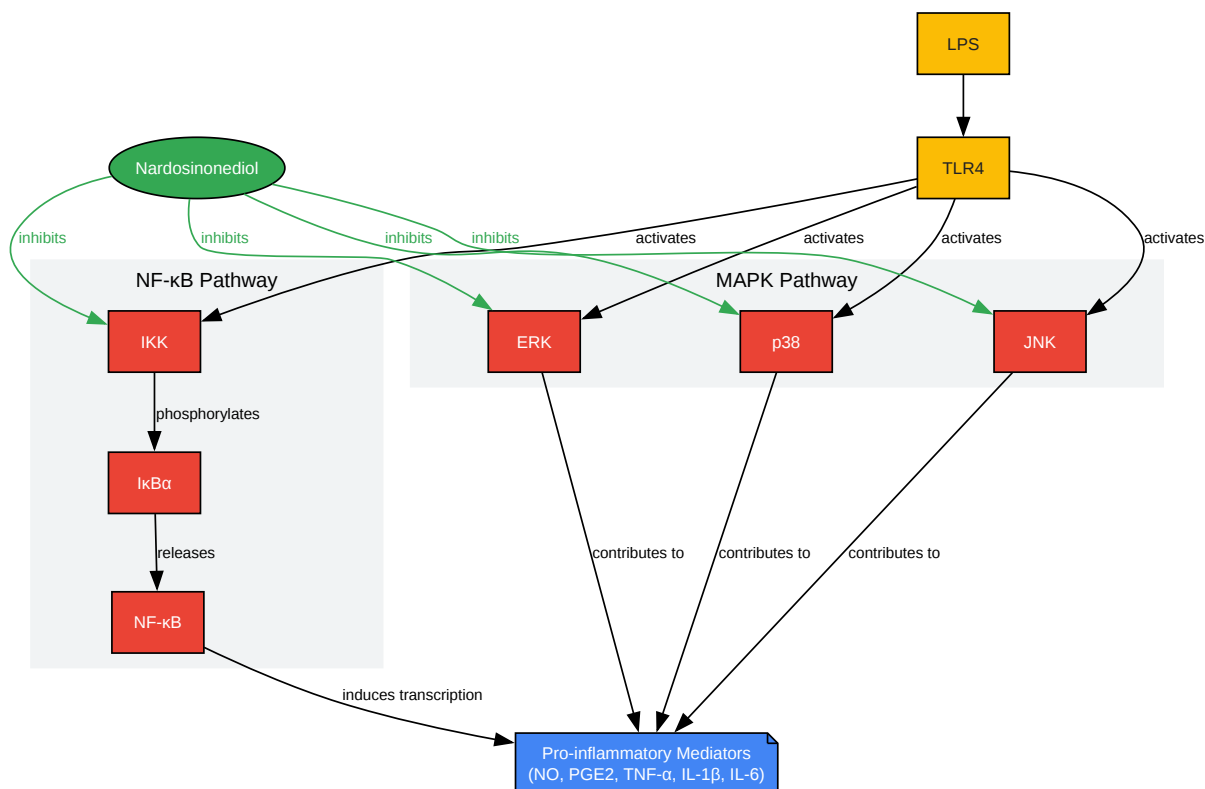 LPS
Nardosinonediol
TLR4
inhibits
inhibits
inhibits
inhibits
activates
activates
activates
activates
NF-κB Pathway
MAPK Pathway
IKK
ERK
p38
JNK
phosphorylates
IκBα
releases
contributes to
contributes to
contributes to
NF-κB
induces transcription
Pro-inflammatory Mediators
(NO, PGE2, TNF-α, IL-1β, IL-6)